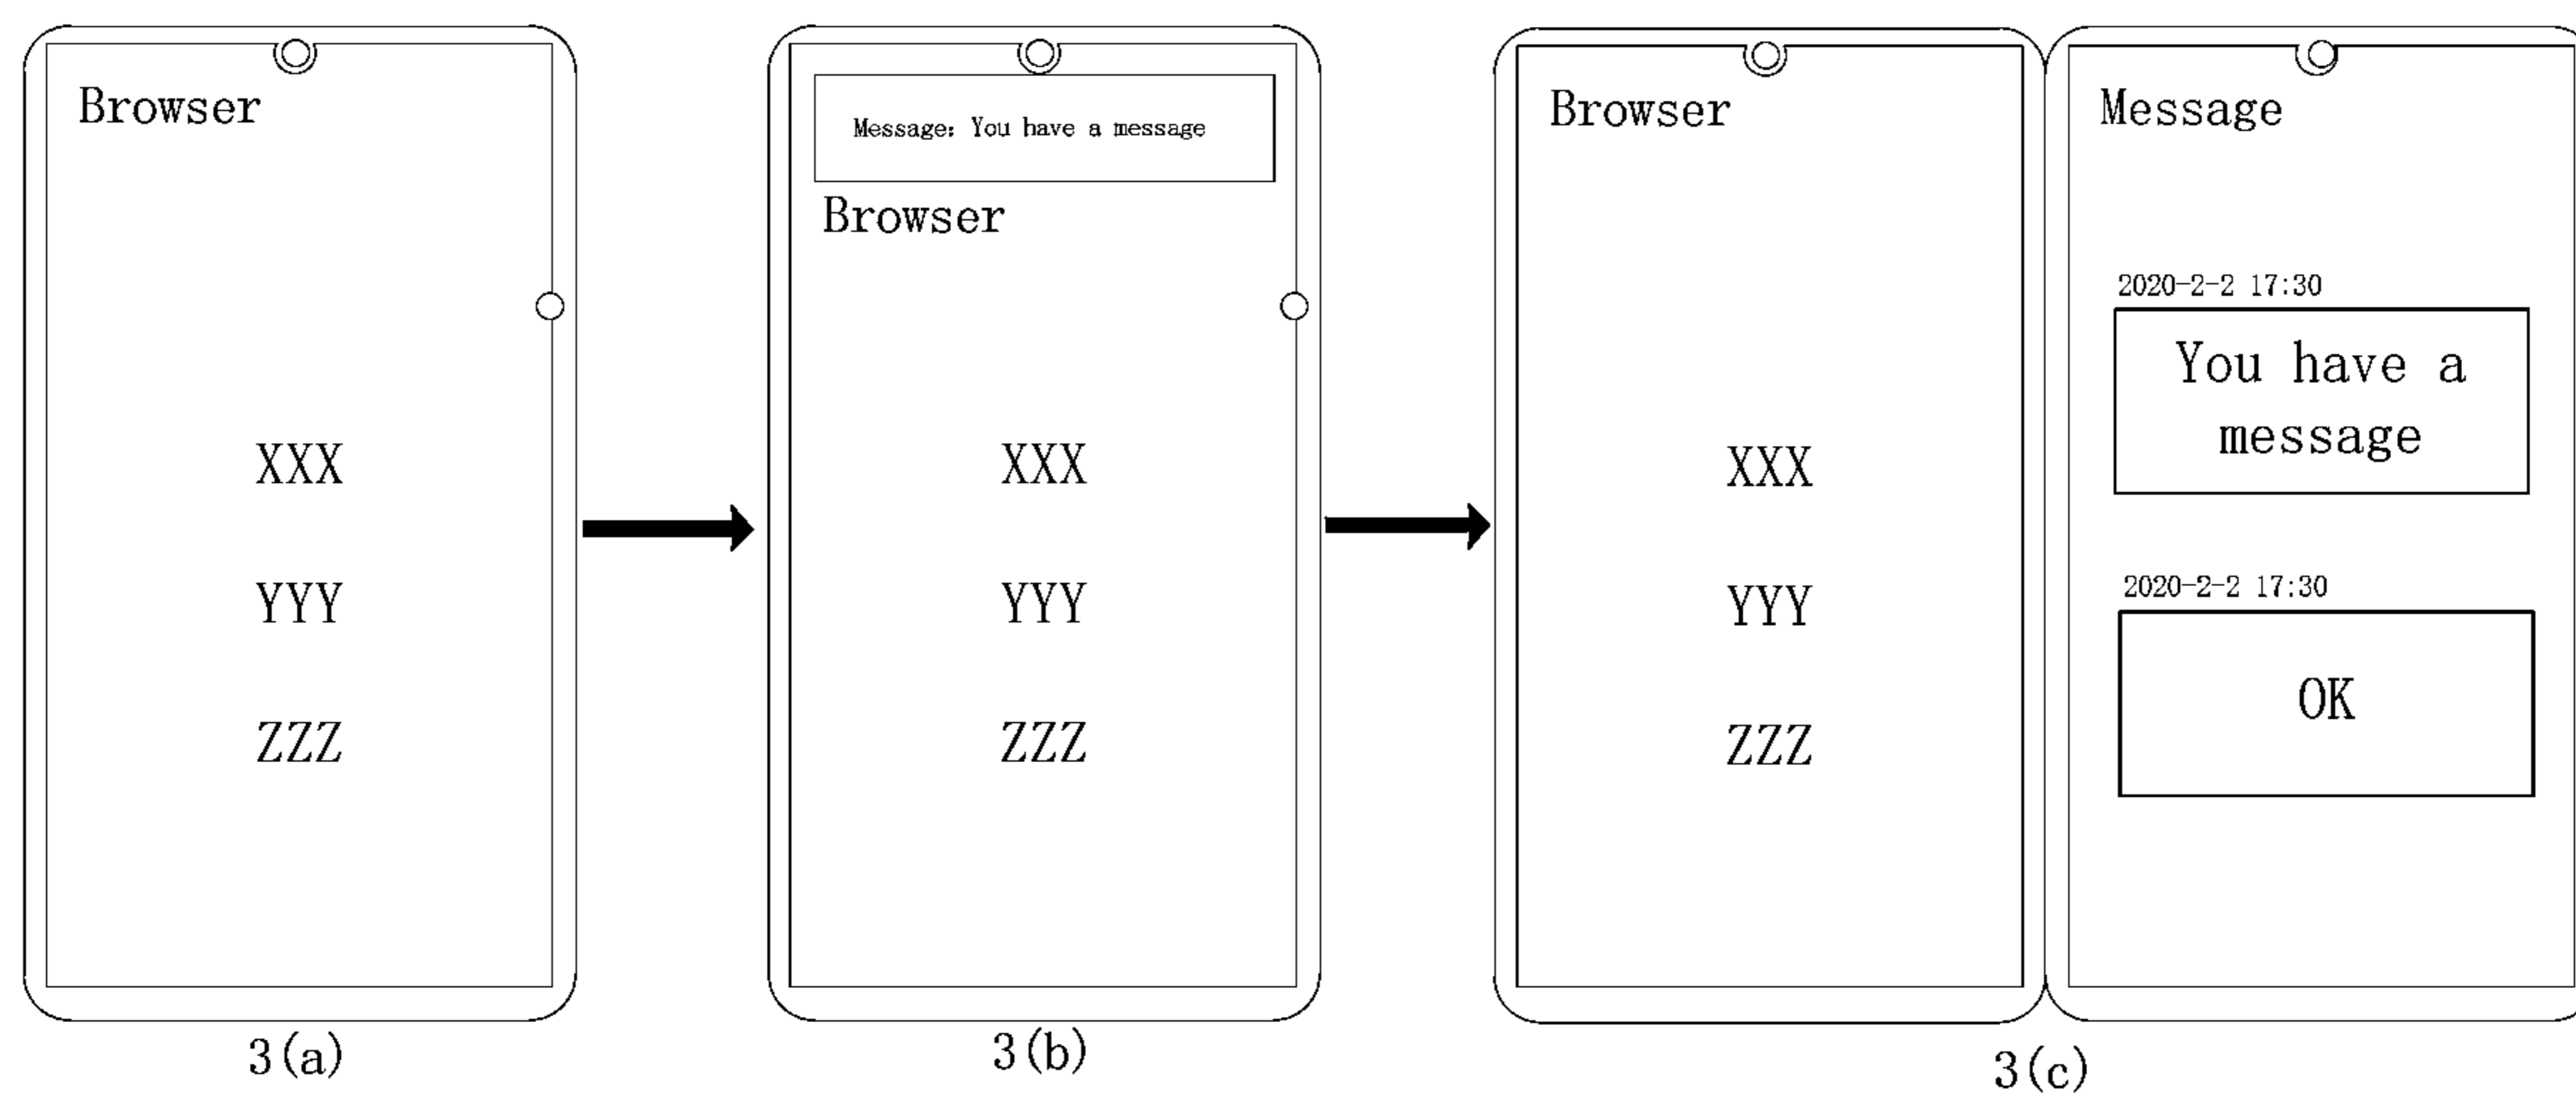 Browser
XXX
YYY
ZZZ
3(a)
Message: You have a message
Browser
XXX
YYY
ZZZ
3(b)
Browser
XXX
YYY
ZZZ
Message
2020-2-2 17:30
You have a
message
2020-2-2 17:30
OK
3(c)